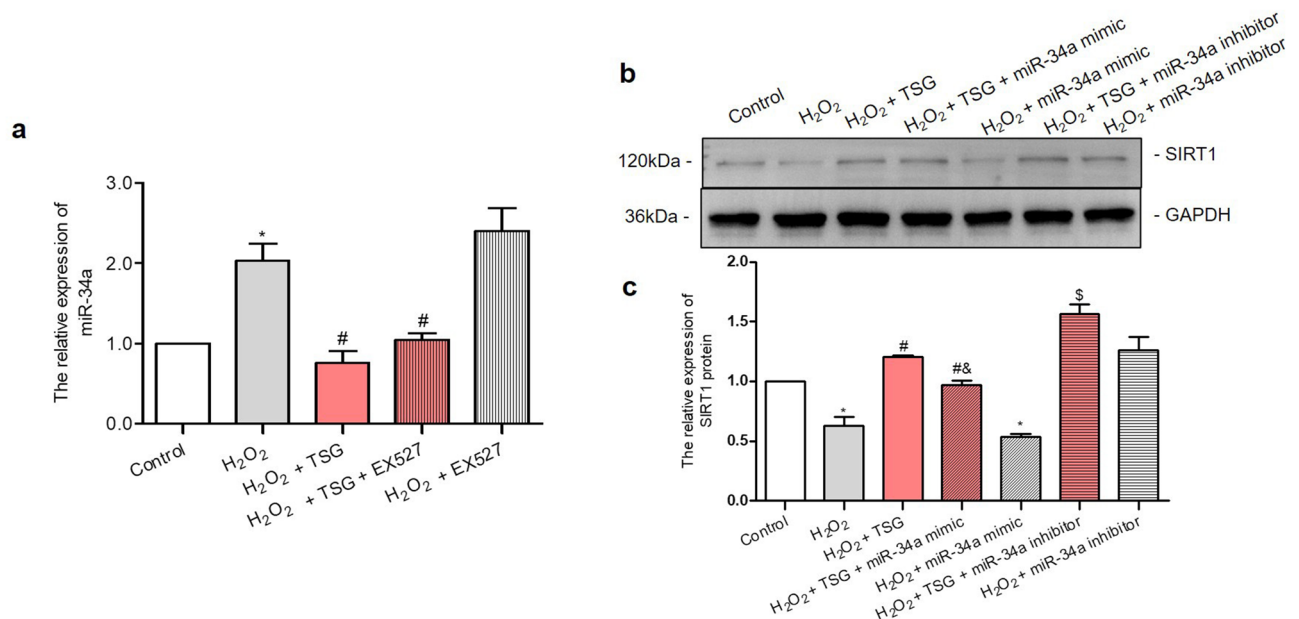 a
The relative expression of
miR-34a
3.0
2.0
1.0
0.0
*
#
#
Control
H₂O₂
H₂O₂ + TSG
H₂O₂ + TSG + EX527
H₂O₂ + EX527
b
Control
H₂O₂
H₂O₂ + TSG
H₂O₂ + TSG + miR-34a mimic
H₂O₂ + miR-34a mimic
H₂O₂ + TSG + miR-34a inhibitor
H₂O₂ + miR-34a inhibitor
120kDa -
- SIRT1
36kDa -
- GAPDH
c
The relative expression of
SIRT1 protein
2.0
1.5
1.0
0.5
0.0
*
#
#&
*
$
Control
H₂O₂
H₂O₂ + TSG
H₂O₂ + TSG + miR-34a mimic
H₂O₂ + miR-34a mimic
H₂O₂ + TSG + miR-34a inhibitor
H₂O₂ + miR-34a inhibitor